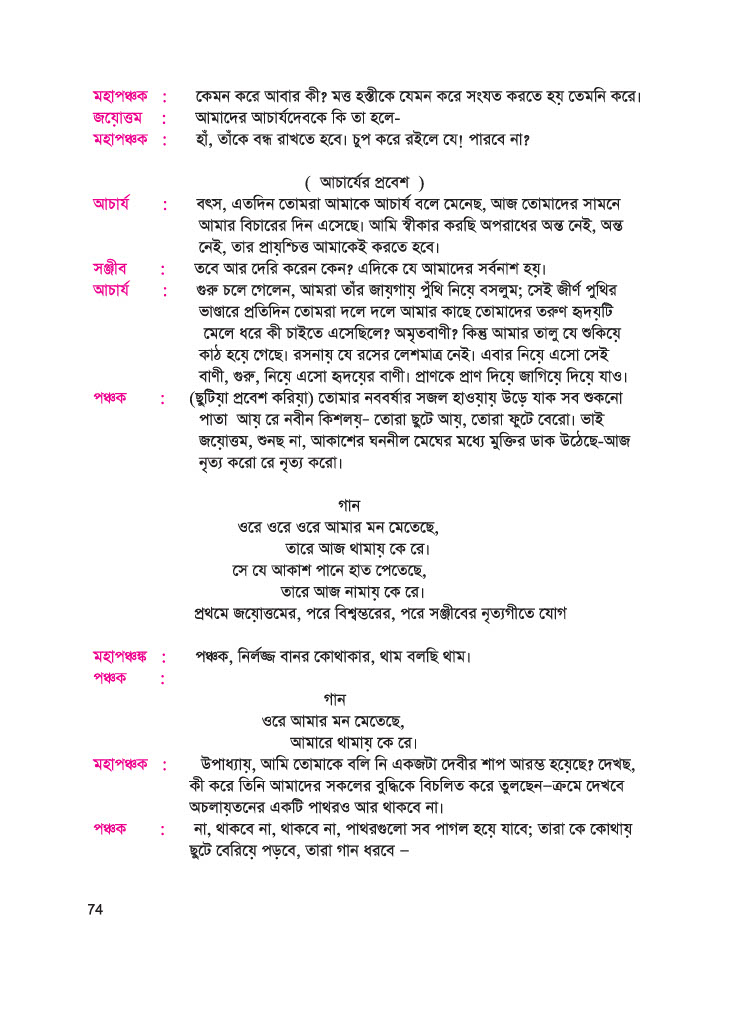 মহাপঞ্চক : কেমন করে আবার কী? মত্ত হস্তীকে যেমন করে সংযত করতে হয় তেমনি করে।
জয়োত্তম : আমাদের আচার্যদেবকে কি তা হলে-
মহাপঞ্চক : হাঁ, তাঁকে বন্ধ রাখতে হবে। চুপ করে রইলে যে! পারবে না?
( আচার্যের প্রবেশ )
আচার্য : বৎস, এতদিন তোমরা আমাকে আচার্য বলে মেনেছ, আজ তোমাদের সামনে
আমার বিচারের দিন এসেছে। আমি স্বীকার করছি অপরাধের অন্ত নেই, অন্ত
নেই, তার প্রায়শ্চিত্ত আমাকেই করতে হবে।
সঞ্জীব : তবে আর দেরি করেন কেন? এদিকে যে আমাদের সর্বনাশ হয়।
আচার্য : গুরু চলে গেলেন, আমরা তাঁর জায়গায় পুঁথি নিয়ে বসলুম; সেই জীর্ণ পুথির
ভাণ্ডারে প্রতিদিন তোমরা দলে দলে আমার কাছে তোমাদের তরুণ হৃদয়টি
মেলে ধরে কী চাইতে এসেছিলে? অমৃতবাণী? কিন্তু আমার তালু যে শুকিয়ে
কাঠ হয়ে গেছে। রসনায় যে রসের লেশমাত্র নেই। এবার নিয়ে এসো সেই
বাণী, গুরু, নিয়ে এসো হৃদয়ের বাণী। প্রাণকে প্রাণ দিয়ে জাগিয়ে দিয়ে যাও।
পঞ্চক : (ছুটিয়া প্রবেশ করিয়া) তোমার নববর্ষার সজল হাওয়ায় উড়ে যাক সব শুকনো
পাতা আয় রে নবীন কিশলয়- তোরা ছুটে আয়, তোরা ফুটে বেরো। ভাই
জয়োত্তম, শুনছ না, আকাশের ঘননীল মেঘের মধ্যে মুক্তির ডাক উঠেছে-আজ
নৃত্য করো রে নৃত্য করো।
গান
ওরে ওরে ওরে আমার মন মেতেছে,
তারে আজ থামায় কে রে।
সে যে আকাশ পানে হাত পেতেছে,
তারে আজ নামায় কে রে।
প্রথমে জয়োত্তমের, পরে বিশ্বম্ভরের, পরে সঞ্জীবের নৃত্যগীতে যোগ
মহাপঞ্চঙ্ক : পঞ্চক, নির্লজ্জ বানর কোথাকার, থাম বলছি থাম।
পঞ্চক :
গান
ওরে আমার মন মেতেছে,
আমারে থামায় কে রে।
মহাপঞ্চক : উপাধ্যায়, আমি তোমাকে বলি নি একজটা দেবীর শাপ আরম্ভ হয়েছে? দেখছ,
কী করে তিনি আমাদের সকলের বুদ্ধিকে বিচলিত করে তুলছেন–ক্রমে দেখবে
অচলায়তনের একটি পাথরও আর থাকবে না।
পঞ্চক : না, থাকবে না, থাকবে না, পাথরগুলো সব পাগল হয়ে যাবে; তারা কে কোথায়
ছুটে বেরিয়ে পড়বে, তারা গান ধরবে –
74